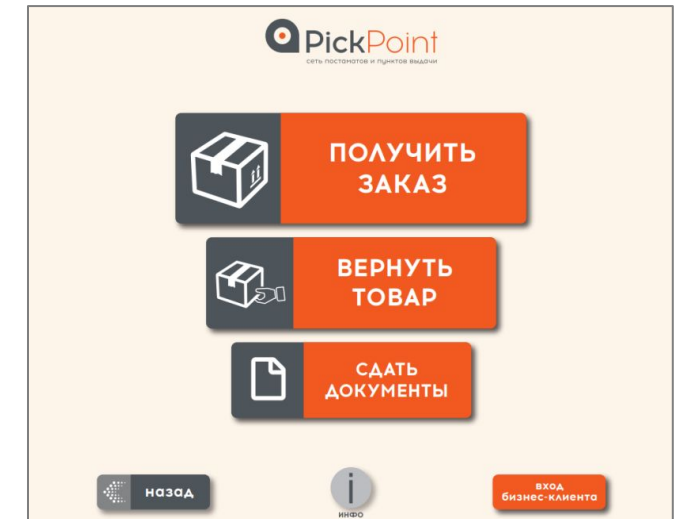 PickPoint
сеть постаматов и пунктов выдачи
ПОЛУЧИТЬ
ЗАКАЗ
ВЕРНУТЬ
ТОВАР
СДАТЬ
ДОКУМЕНТЫ
назад
i
ИНФО
вход
бизнес-клиента